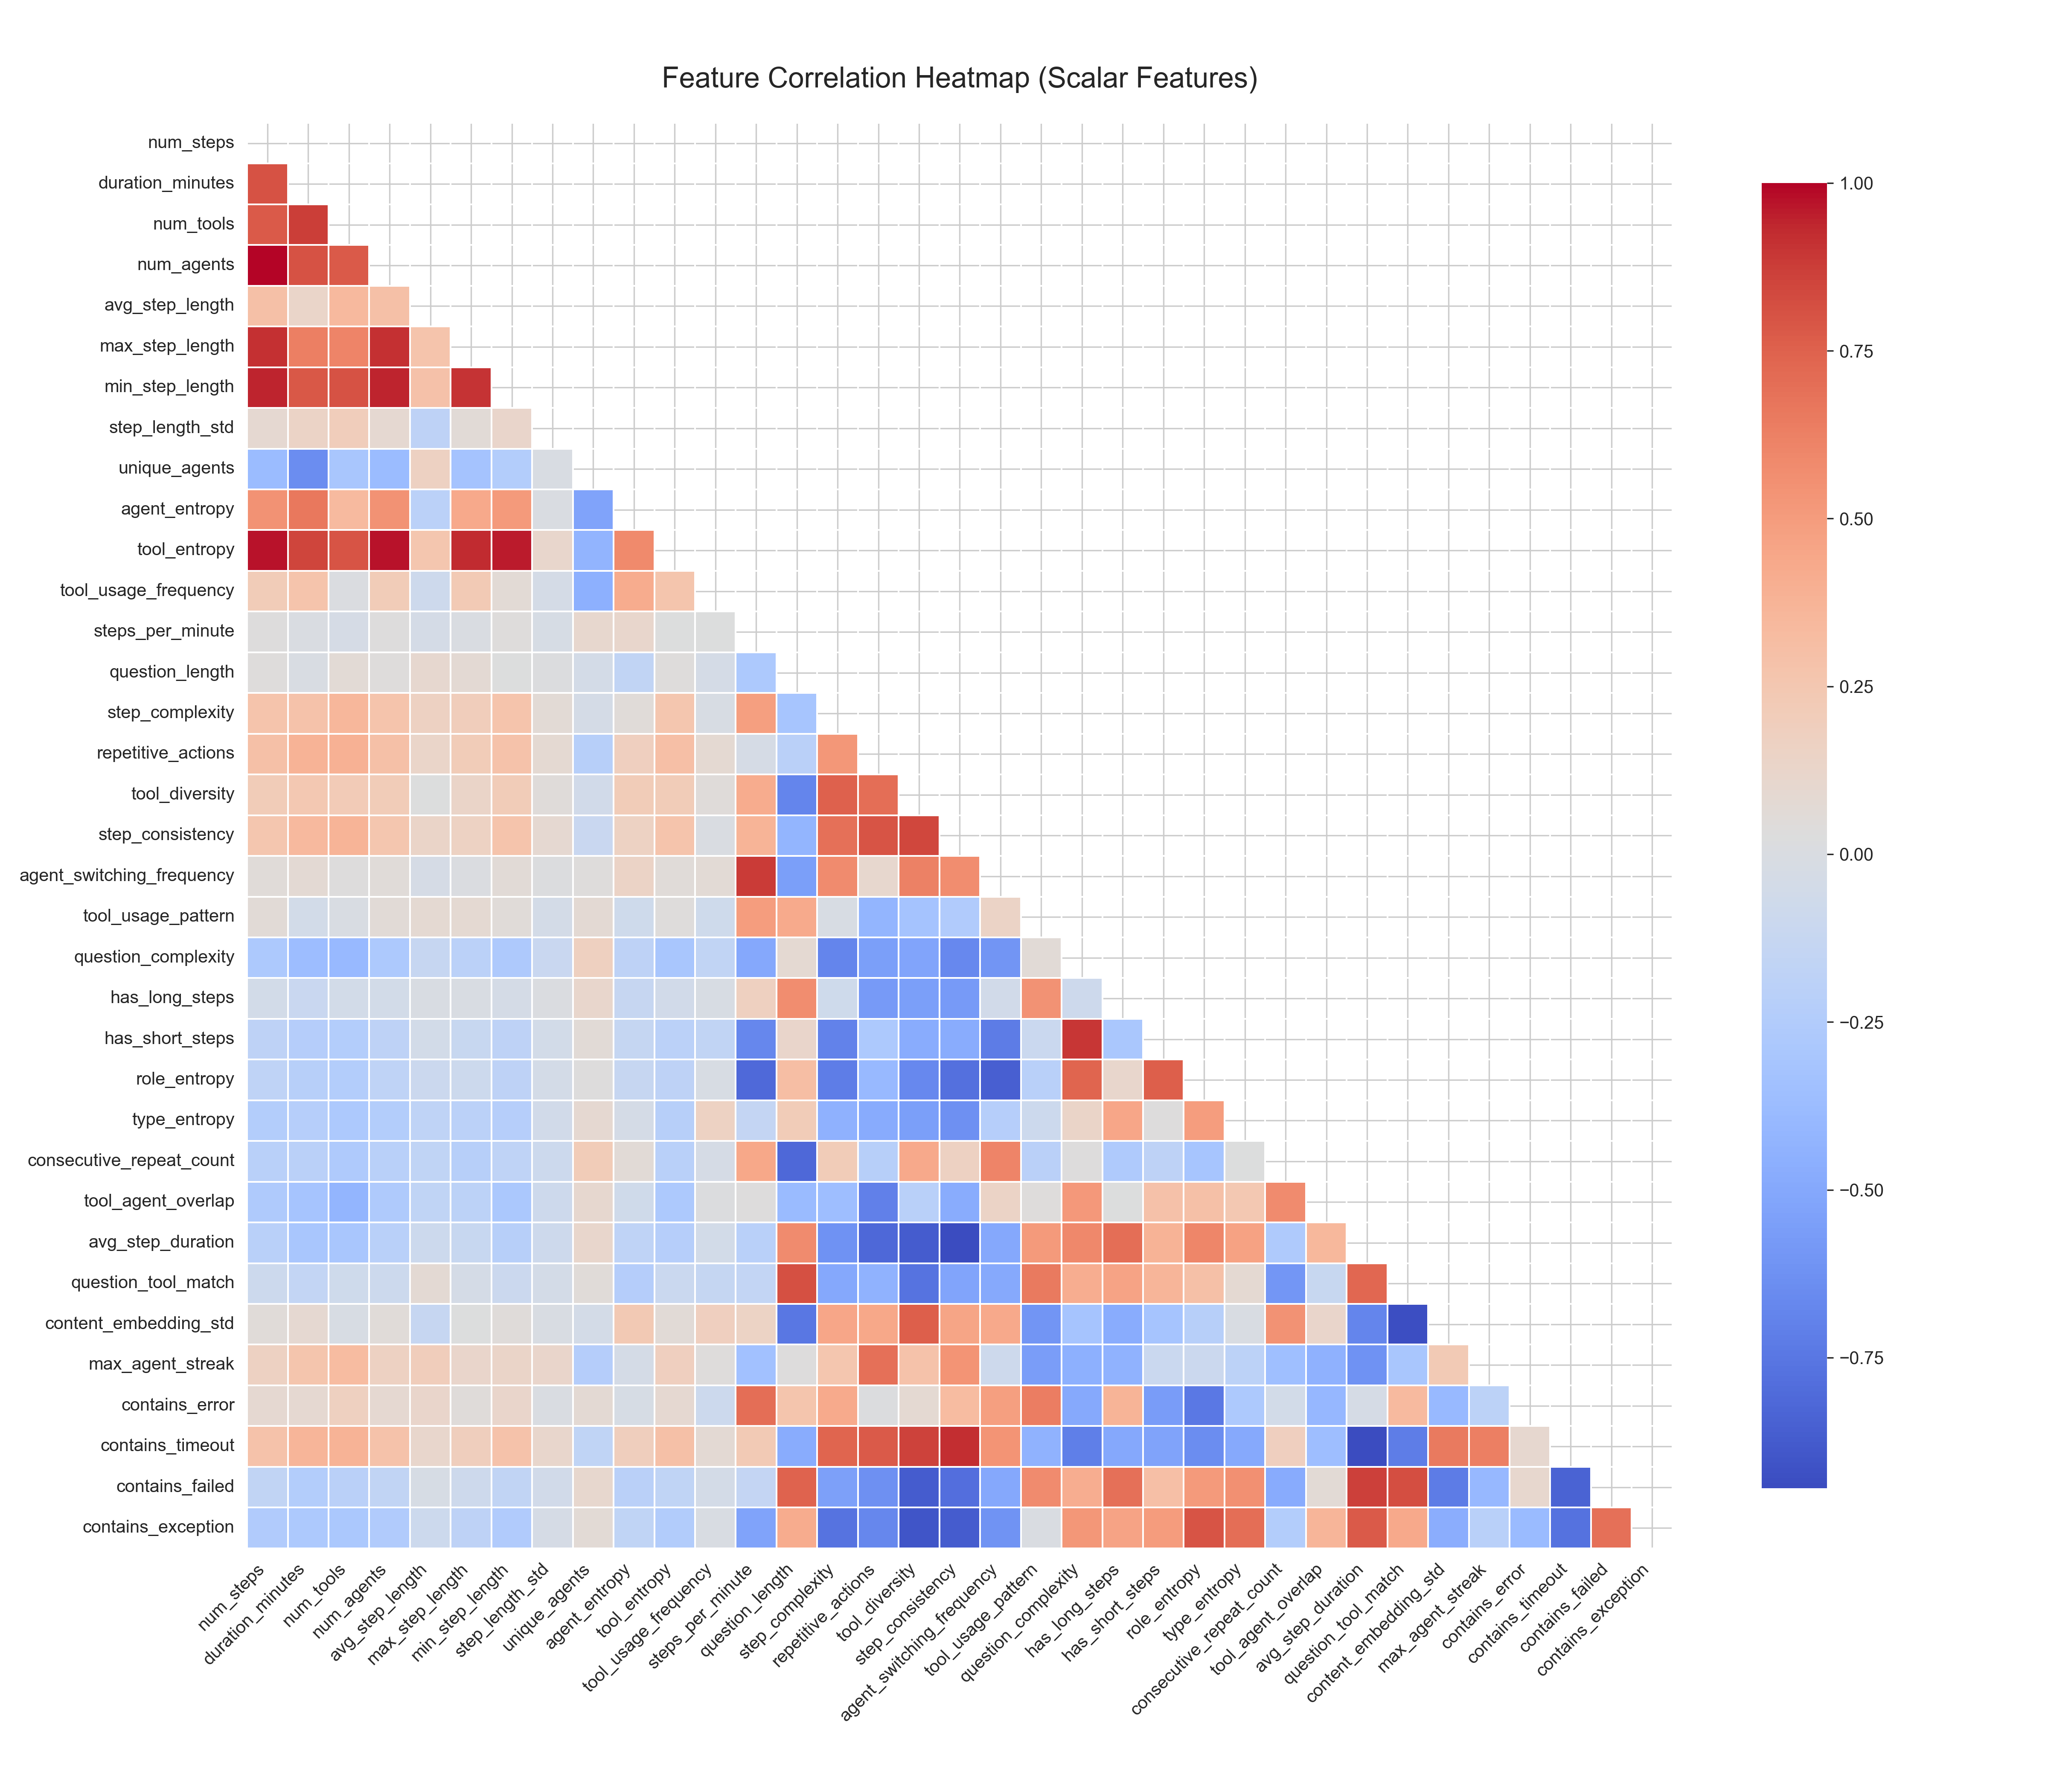 Feature Correlation Heatmap (Scalar Features)
num_steps
duration_minutes
num_tools
num_agents
avg_step_length
max_step_length
min_step_length
step_length_std
unique_agents
agent_entropy
tool_entropy
tool_usage_frequency
steps_per_minute
question_length
step_complexity
repetitive_actions
tool_diversity
step_consistency
agent_switching_frequency
tool_usage_pattern
question_complexity
has_long_steps
has_short_steps
role_entropy
type_entropy
consecutive_repeat_count
tool_agent_overlap
avg_step_duration
question_tool_match
content_embedding_std
max_agent_streak
contains_error
contains_timeout
contains_failed
contains_exception
num_steps
duration_minutes
num_tools
num_agents
avg_step_length
max_step_length
min_step_length
step_length_std
unique_agents
agent_entropy
tool_entropy
tool_usage_frequency
steps_per_minute
question_length
step_complexity
repetitive_actions
tool_diversity
step_consistency
agent_switching_frequency
tool_usage_pattern
question_complexity
has_long_steps
has_short_steps
role_entropy
type_entropy
consecutive_repeat_count
tool_agent_overlap
avg_step_duration
question_tool_match
content_embedding_std
max_agent_streak
contains_error
contains_timeout
contains_failed
contains_exception
1.00
0.75
0.50
0.25
0.00
−0.25
−0.50
−0.75